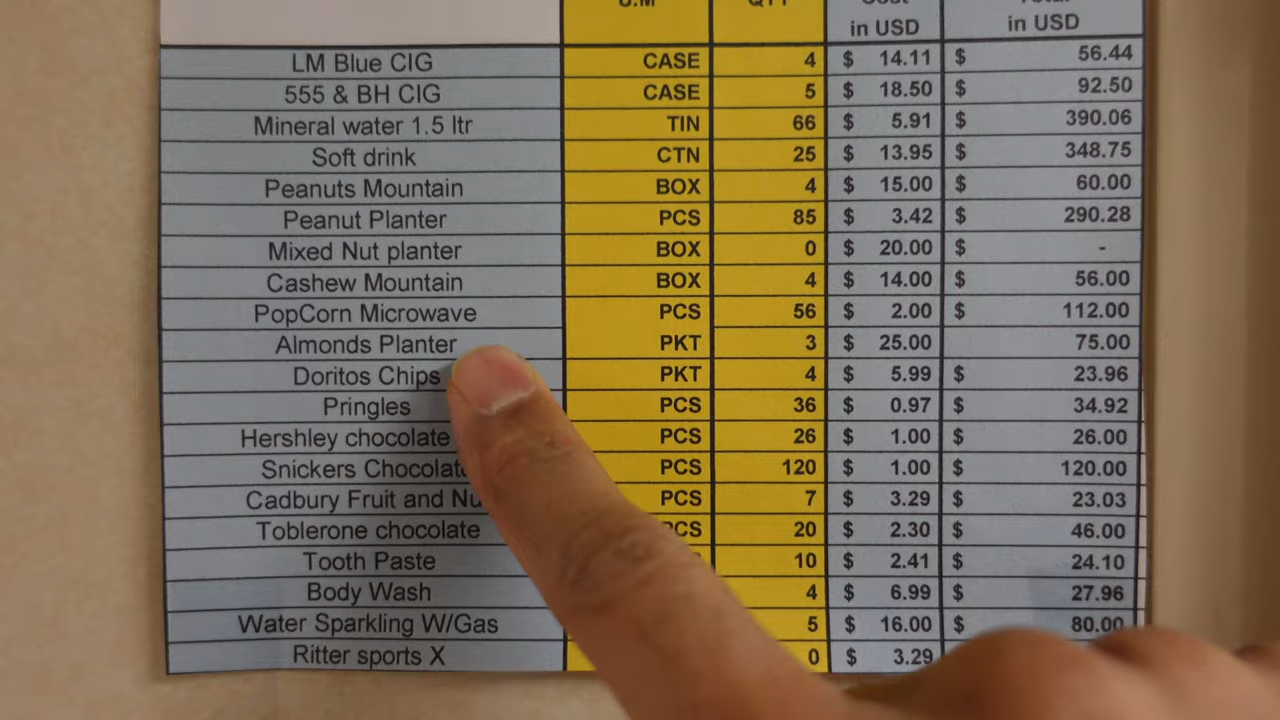 in USD in USD
LM Blue CIG CASE 4 $ 14.11 $ 56.44
555 & BH CIG CASE 5 $ 18.50 $ 92.50
Mineral water 1.5 ltr TIN 66 $ 5.91 $ 390.06
Soft drink CTN 25 $ 13.95 $ 348.75
Peanuts Mountain BOX 4 $ 15.00 $ 60.00
Peanut Planter PCS 85 $ 3.42 $ 290.28
Mixed Nut planter BOX 0 $ 20.00 $ -
Cashew Mountain BOX 4 $ 14.00 $ 56.00
PopCorn Microwave PCS 56 $ 2.00 $ 112.00
Almonds Planter PKT 3 $ 25.00 75.00
Doritos Chips PKT 4 $ 5.99 $ 23.96
Pringles PCS 36 $ 0.97 $ 34.92
Hershley chocolate PCS 26 $ 1.00 $ 26.00
Snickers PCS 120 $ 1.00 $ 120.00
Cadbury Fruit and PCS 7 $ 3.29 $ 23.03
Toblerone chocolate PCS 20 $ 2.30 $ 46.00
Tooth Paste 10 $ 2.41 $ 24.10
Body Wash 4 $ 6.99 $ 27.96
Water Sparkling W/Gas 5 $ 16.00 $ 80.00
Ritter sports X 0 $ 3.29